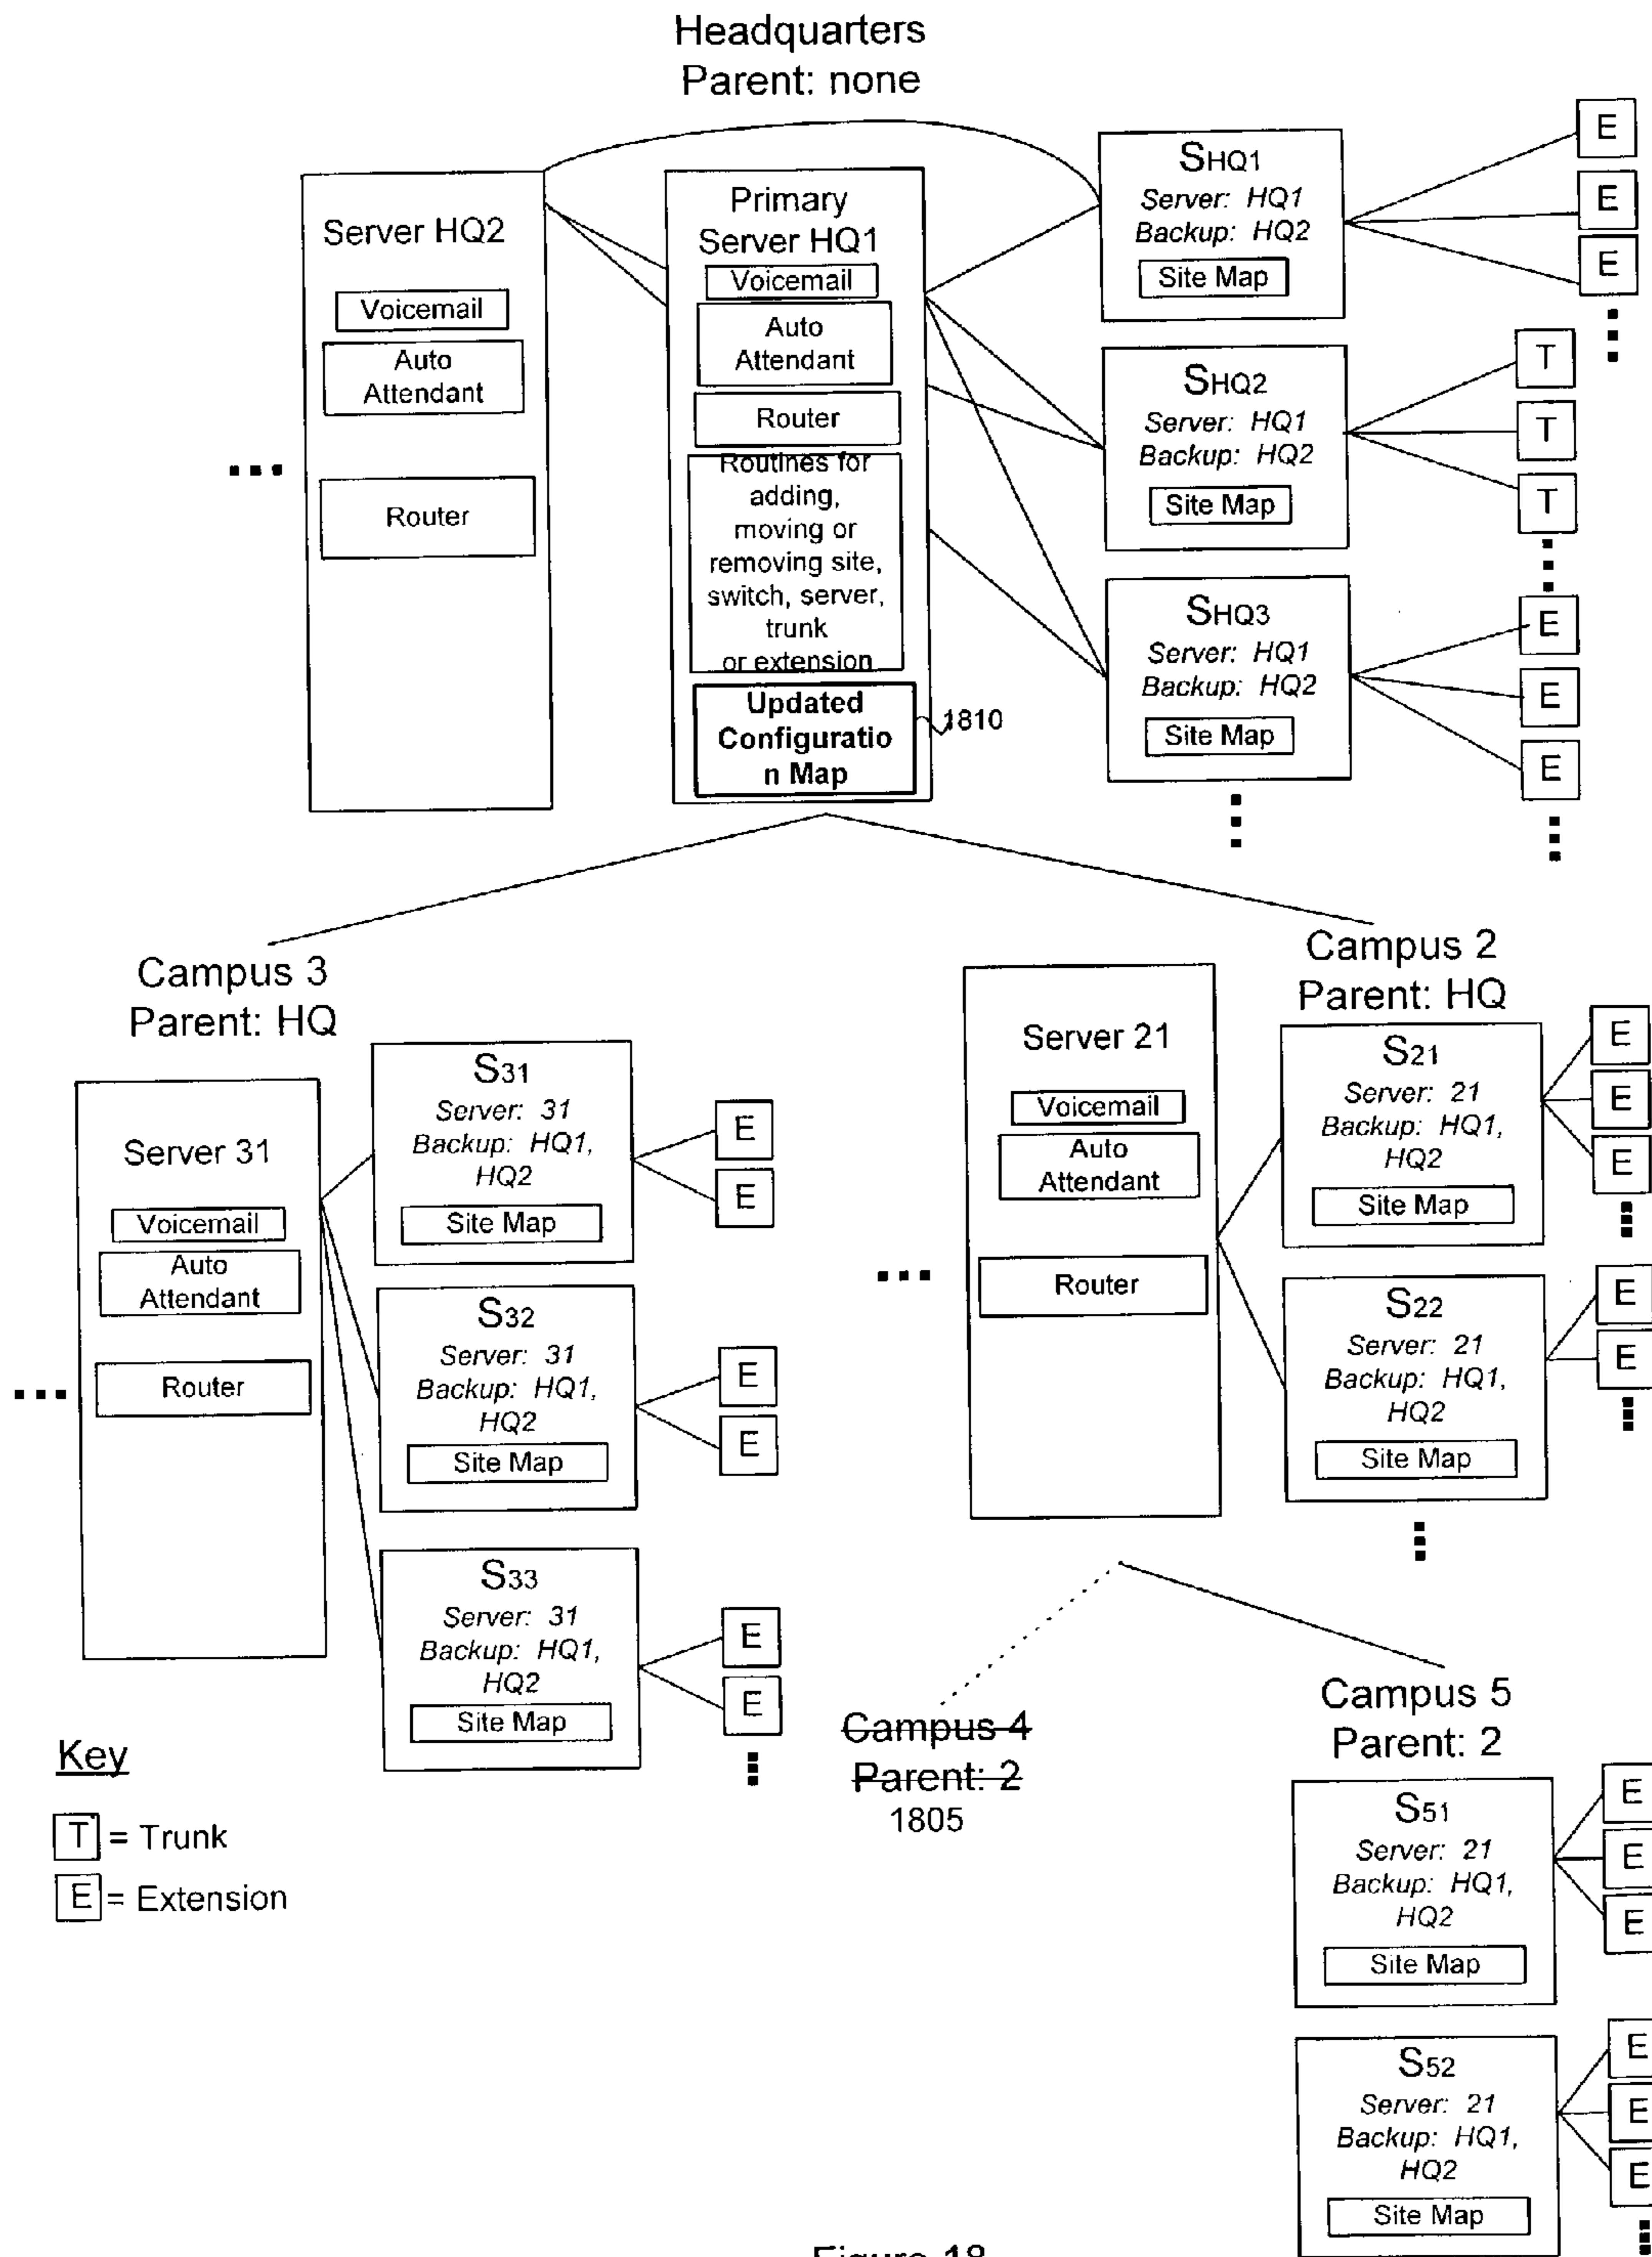 Headquarters
Parent: none
Server HQ2
Voicemail
Auto
Attendant
Router
Primary
Server HQ1
Voicemail
Auto
Attendant
Router
Routines for
adding,
moving or
removing site,
switch, server,
trunk
or extension
Updated
Configuratio
n Map
1810
SHQ1
Server: HQ1
Backup: HQ2
Site Map
E
E
E
SHQ2
Server: HQ1
Backup: HQ2
Site Map
T
T
T
SHQ3
Server: HQ1
Backup: HQ2
Site Map
E
E
E
Campus 3
Parent: HQ
Server 31
Voicemail
Auto
Attendant
Router
S31
Server: 31
Backup: HQ1,
HQ2
Site Map
E
E
S32
Server: 31
Backup: HQ1,
HQ2
Site Map
E
E
S33
Server: 31
Backup: HQ1,
HQ2
Site Map
E
E
Campus 2
Parent: HQ
Server 21
Voicemail
Auto
Attendant
Router
S21
Server: 21
Backup: HQ1,
HQ2
Site Map
E
E
E
S22
Server: 21
Backup: HQ1,
HQ2
Site Map
E
E
Campus 4
Parent: 2
1805
Campus 5
Parent: 2
S51
Server: 21
Backup: HQ1,
HQ2
Site Map
E
E
E
S52
Server: 21
Backup: HQ1,
HQ2
Site Map
E
E
E
Key
T = Trunk
E = Extension
Figure 18